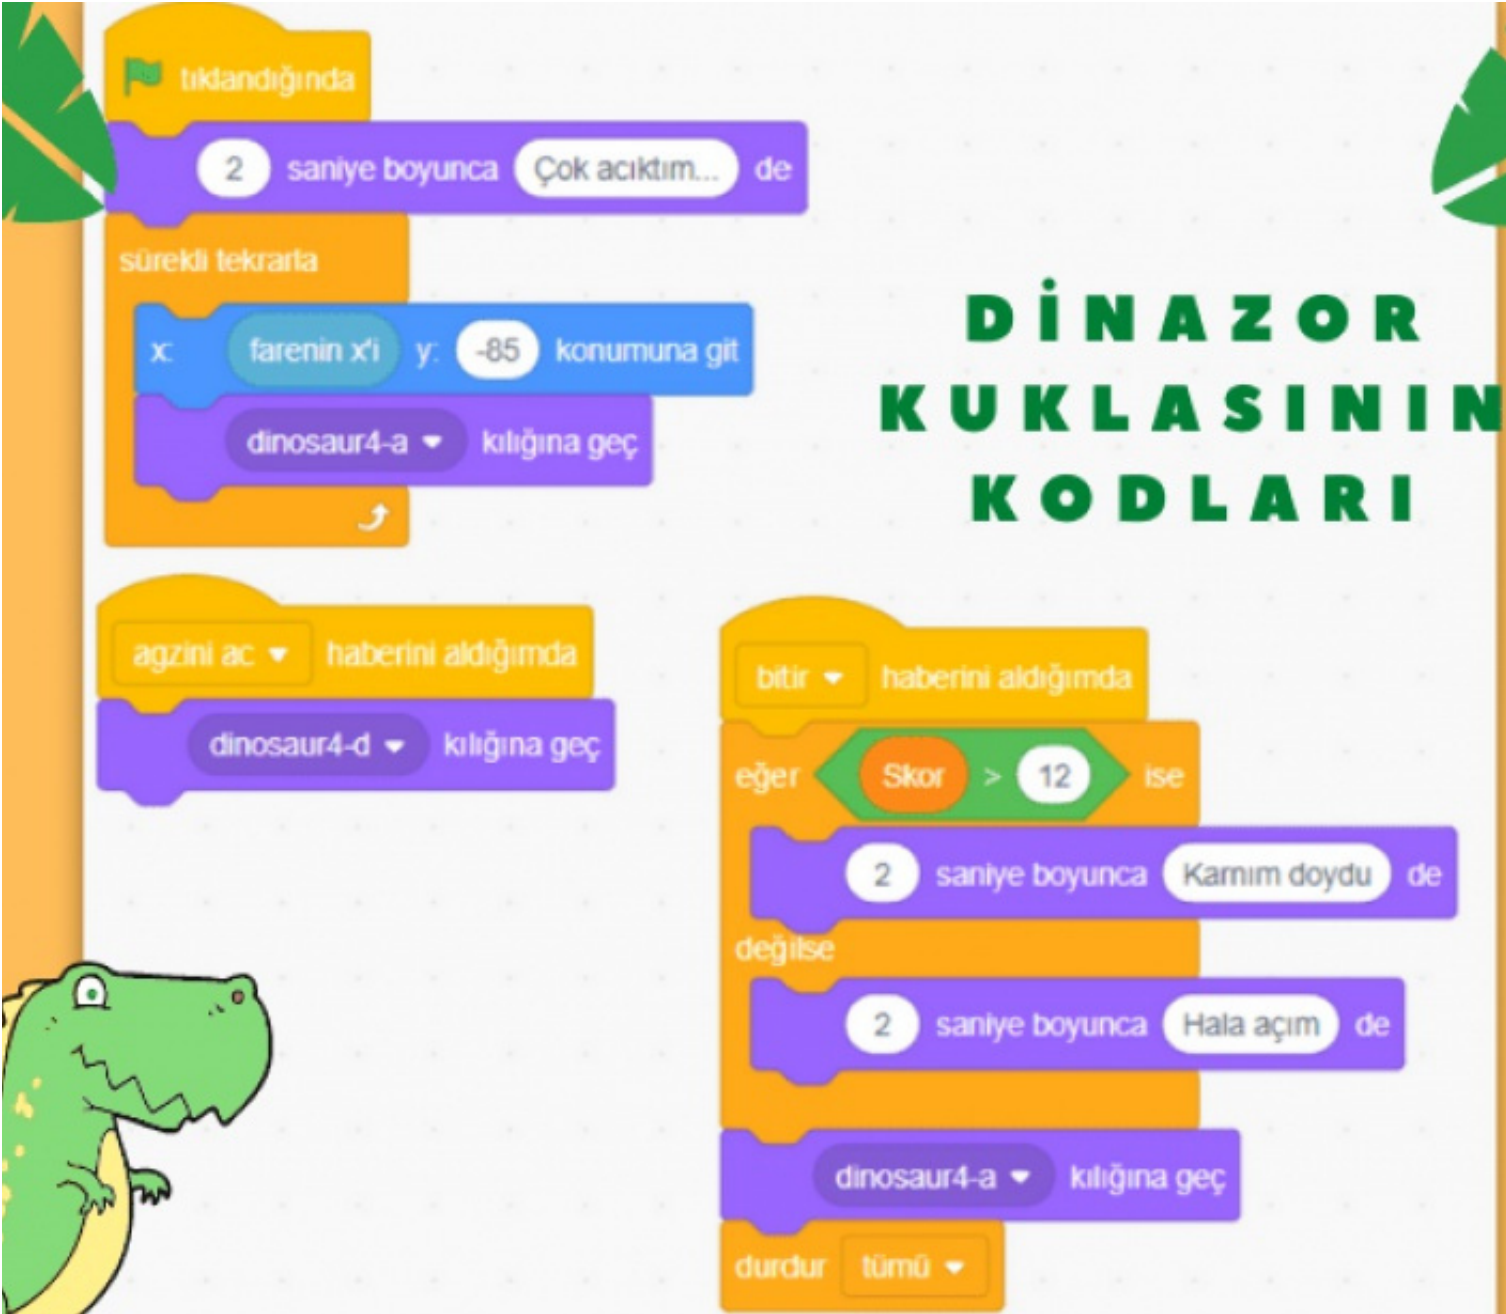 tıklandığında
2 saniye boyunca Çok acıktım... de
sürekli tekrarla
x: farenin x'i y: -85 konumuna git
dinosaur4-a kılığına geç
DİNAZOR
KUKLASININ
KODLARI
agzini ac haberini aldığımda
dinosaur4-d kılığına geç
bitir haberini aldığımda
eğer Skor > 12 ise
2 saniye boyunca Karnım doydu de
değilse
2 saniye boyunca Hala açım de
dinosaur4-a kılığına geç
durdur tümü